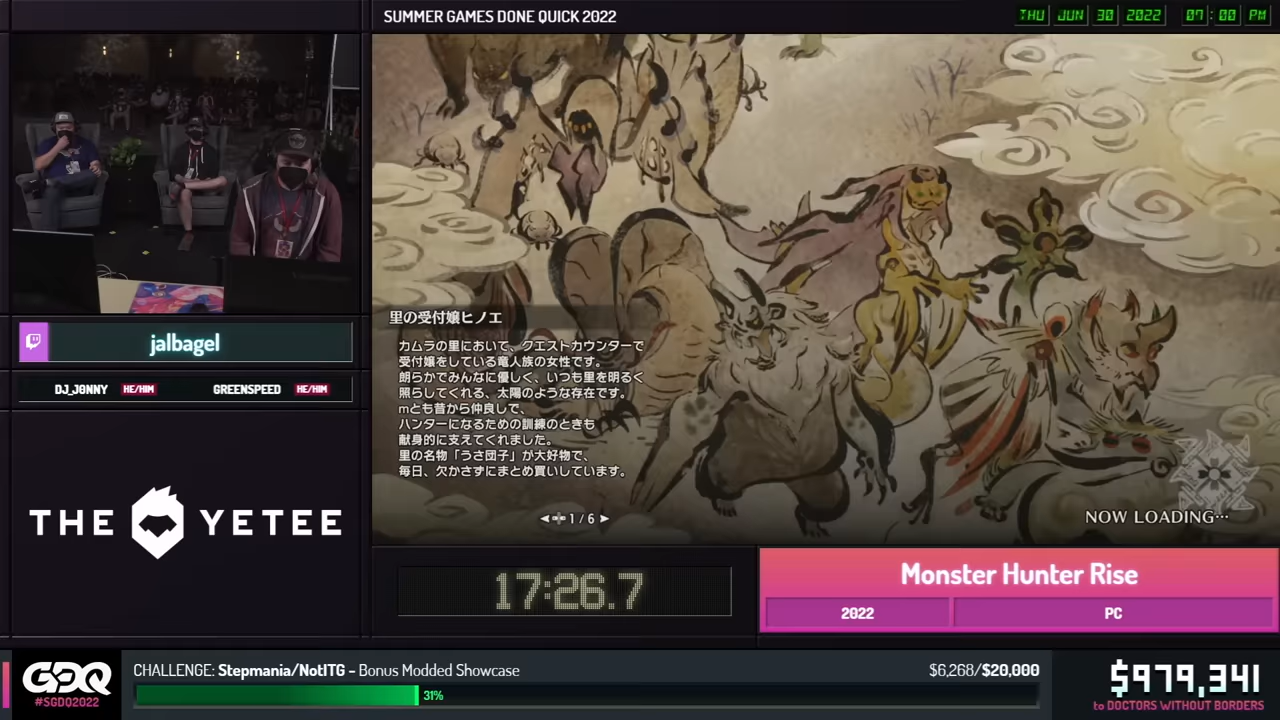 SUMMER GAMES DONE QUICK 2022
THU JUN 30 2022 07:00 PM
里の受付嬢ヒノエ
カムラの里において、クエストカウンターで
受付嬢をしている竜人族の女性です。
朗らかでみんなに優しく、いつも里を明るく
照らしてくれる、太陽のような存在です。
mとも昔から仲良しで、
ハンターになるための訓練のときも
献身的に支えてくれました。
里の名物「うさ団子」が大好物で、
毎日、欠かさずにまとめ買いしています。
1/6
NOW LOADING…
jalbagel
DJ_J0NNY HE/HIM GREENSPEED HE/HIM
THE YETEE
17:26.7
Monster Hunter Rise
2022 PC
GDQ
#SGDQ2022
CHALLENGE: Stepmania/NotITG - Bonus Modded Showcase
$6,268/$20,000
31%
$979,341
to DOCTORS WITHOUT BORDERS